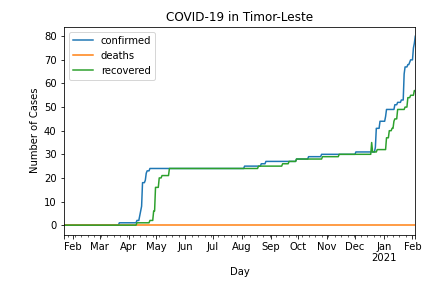 COVID-19 in Timor-Leste
confirmed
deaths
recovered
Number of Cases
80
70
60
50
40
30
20
10
0
Feb Mar Apr May Jun Jul Aug Sep Oct Nov Dec Jan Feb
2021
Day